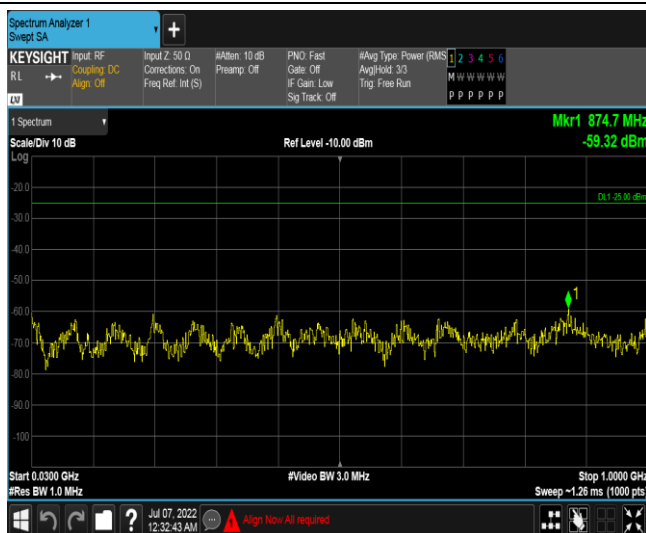 Spectrum Analyzer 1
Swept SA
+
KEYSIGHT
RL
LXI
Input: RF
Coupling: DC
Align: Off
Input Z: 50 Ω
Corrections: On
Freq Ref: Int (S)
#Atten: 10 dB
Preamp: Off
PNO: Fast
Gate: Off
IF Gain: Low
Sig Track: Off
#Avg Type: Power (RMS
Avg|Hold: 3/3
Trig: Free Run
1 2 3 4 5 6
M W W W W W
P P P P P P
1 Spectrum
Mkr1 874.7 MHz
Scale/Div 10 dB
Ref Level -10.00 dBm
-59.32 dBm
Log
-20.0
DL1 -25.00 dBm
-30.0
-40.0
-50.0
1
-60.0
-70.0
-80.0
-90.0
-100
Start 0.0300 GHz
#Video BW 3.0 MHz
Stop 1.0000 GHz
#Res BW 1.0 MHz
Sweep ~1.26 ms (1000 pts)
?
Jul 07, 2022
12:32:43 AM
Align Now All required